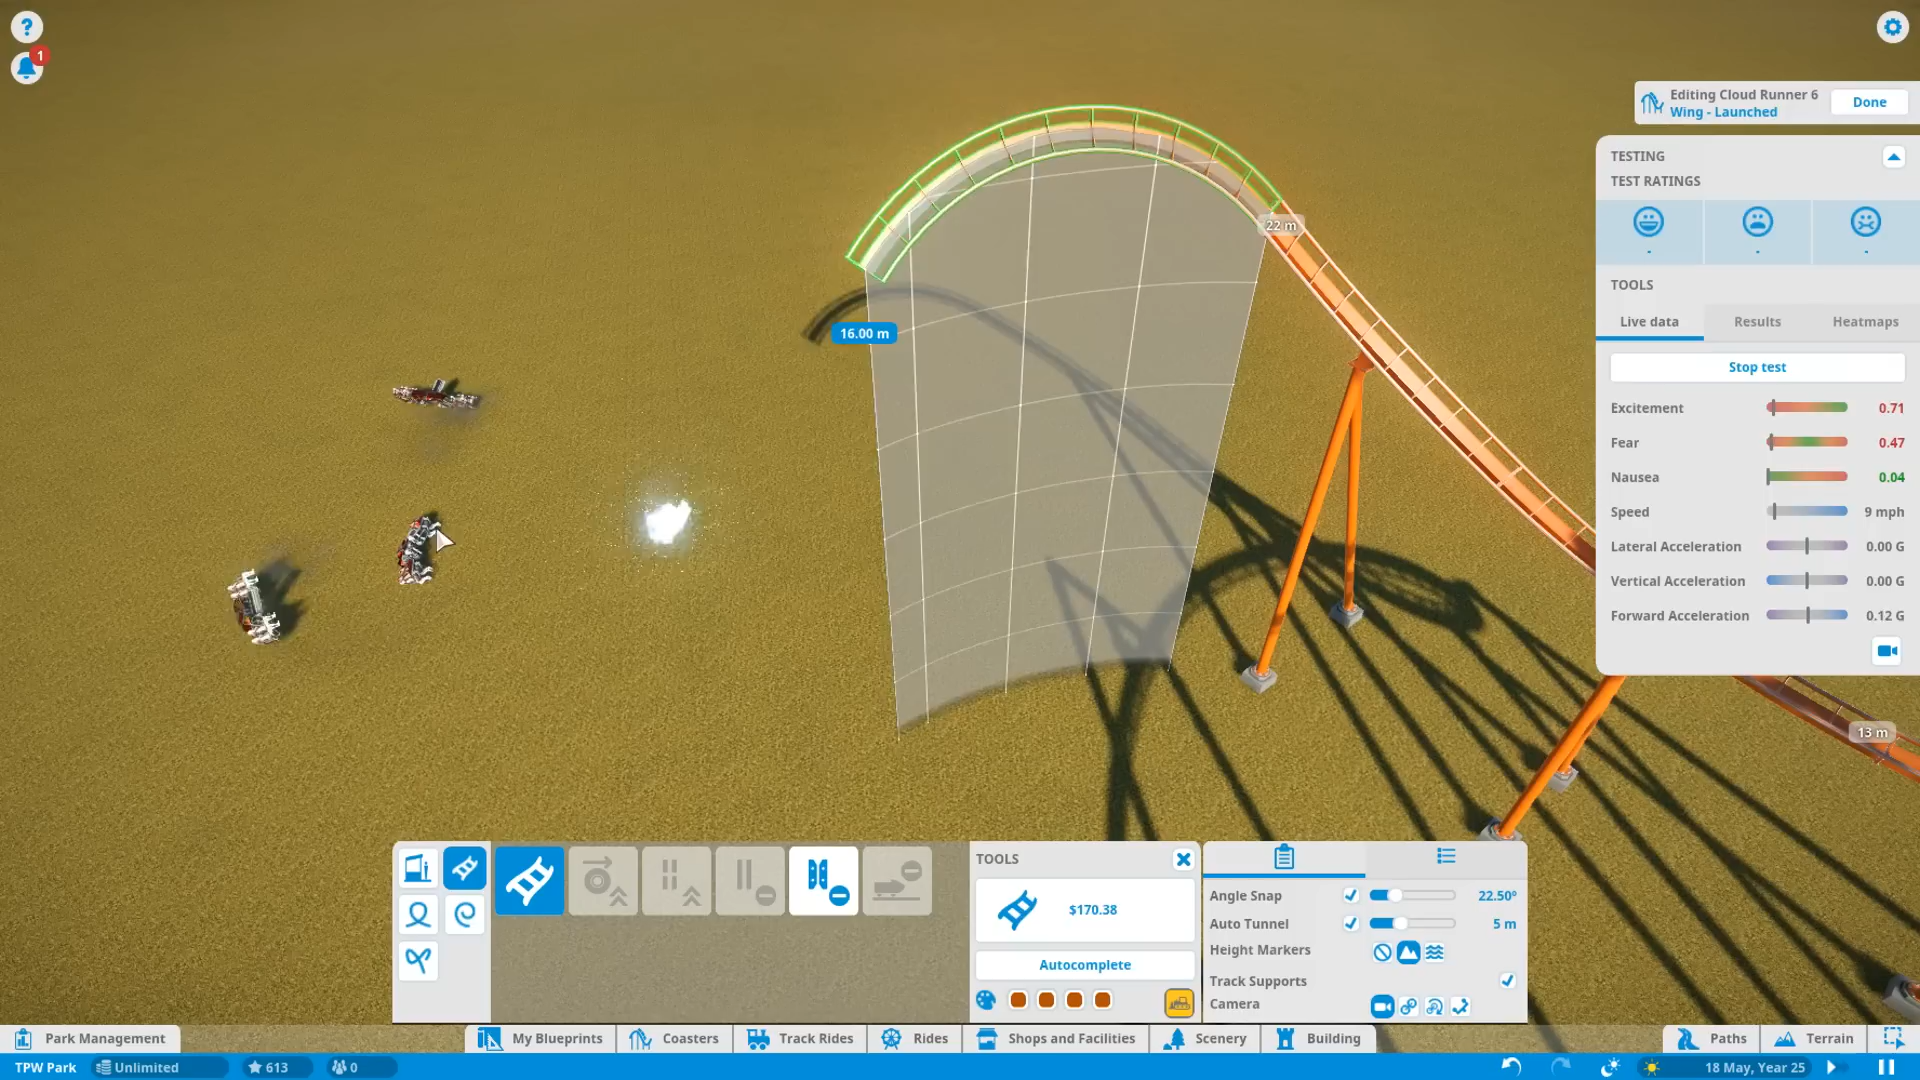 ?
1
Editing Cloud Runner 6
Wing - Launched
Done
TESTING
TEST RATINGS
- - -
TOOLS
Live data Results Heatmaps
Stop test
Excitement 0.71
Fear 0.47
Nausea 0.04
Speed 9 mph
Lateral Acceleration 0.00 G
Vertical Acceleration 0.00 G
Forward Acceleration 0.12 G
22 m
16.00 m
13 m
TOOLS
$170.38
Autocomplete
Angle Snap 22.50°
Auto Tunnel 5 m
Height Markers
Track Supports
Camera
Park Management My Blueprints Coasters Track Rides Rides Shops and Facilities Scenery Building Paths Terrain
TPW Park Unlimited 613 0 18 May, Year 25